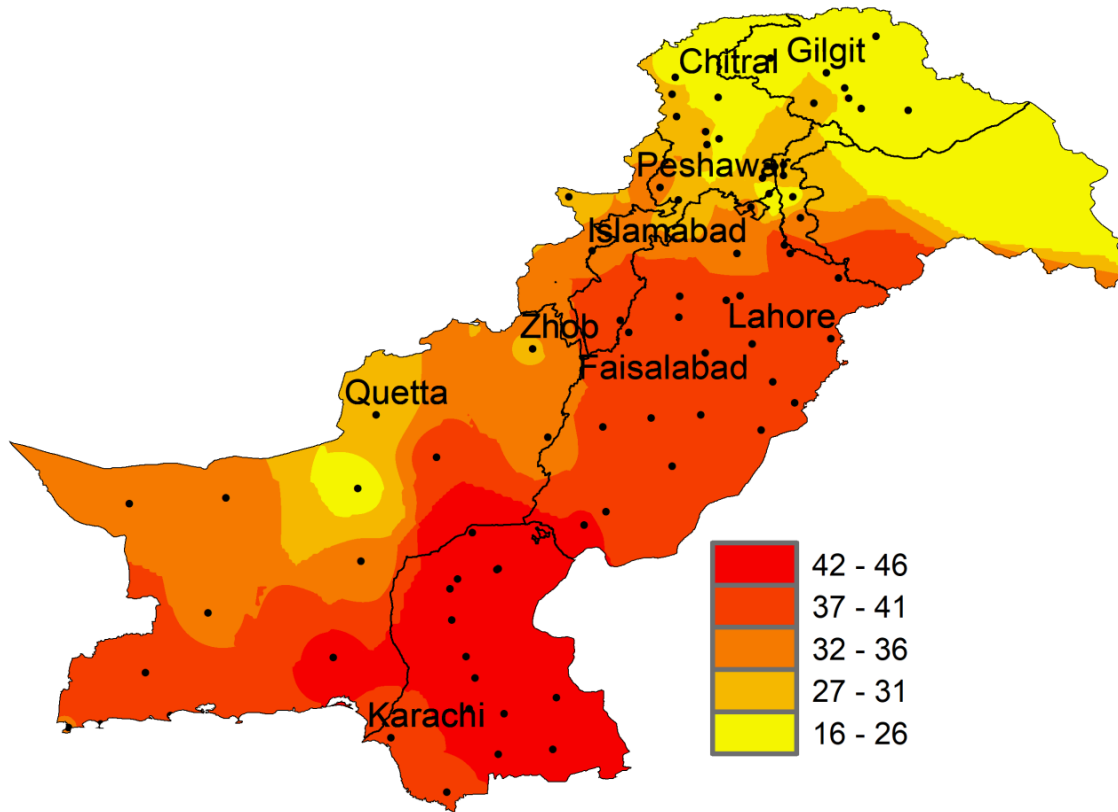 Gilgit
Chitral
Peshawar
Islamabad
Zhob
Lahore
Faisalabad
Quetta
Karachi
42 - 46
37 - 41
32 - 36
27 - 31
16 - 26